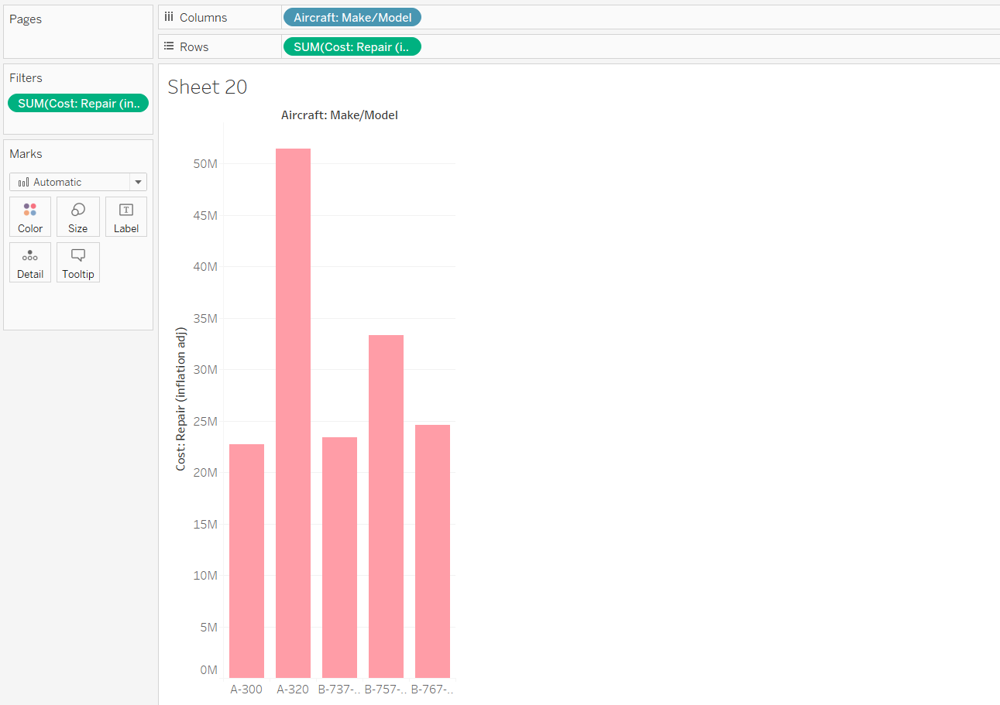 Pages
Columns
Aircraft: Make/Model
Rows
SUM(Cost: Repair (i..
Filters
SUM(Cost: Repair (in..
Marks
Automatic
Color
Size
T
Label
Detail
Tooltip
Sheet 20
Aircraft: Make/Model
Cost: Repair (inflation adj)
50M
45M
40M
35M
30M
25M
20M
15M
10M
5M
0M
A-300 A-320 B-737-.. B-757-.. B-767-..